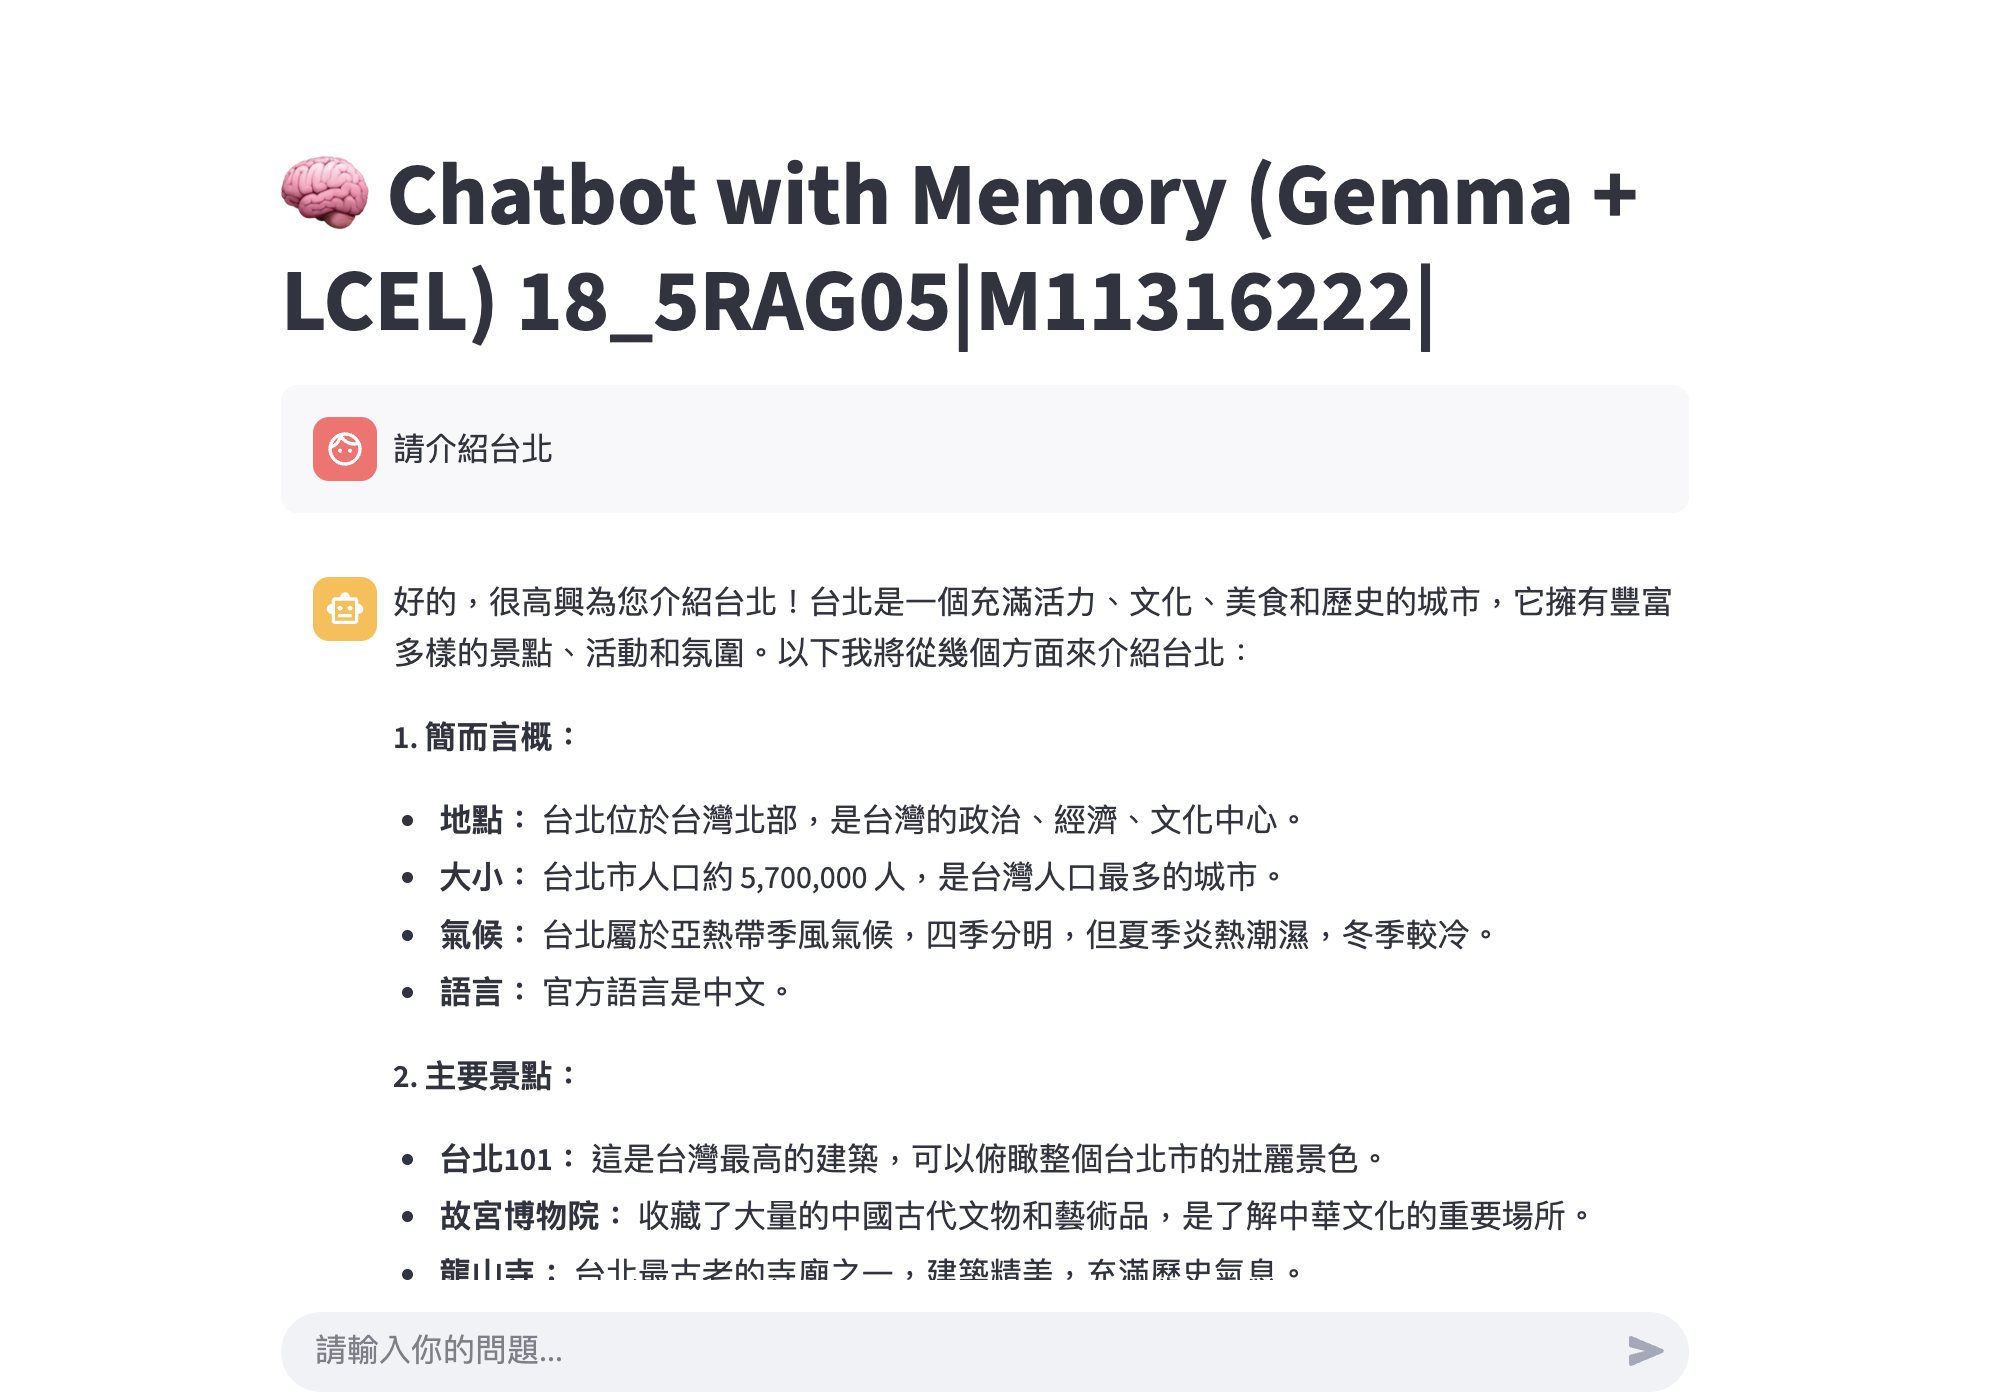 🧠 Chatbot with Memory (Gemma +
LCEL) 18_5RAG05|M11316222|
請介紹台北
好的，很高興為您介紹台北！台北是一個充滿活力、文化、美食和歷史的城市，它擁有豐富
多樣的景點、活動和氛圍。以下我將從幾個方面來介紹台北：
1. 簡而言概：
• 地點： 台北位於台灣北部，是台灣的政治、經濟、文化中心。
• 大小： 台北市人口約 5,700,000 人，是台灣人口最多的城市。
• 氣候： 台北屬於亞熱帶季風氣候，四季分明，但夏季炎熱潮濕，冬季較冷。
• 語言： 官方語言是中文。
2. 主要景點：
• 台北101： 這是台灣最高的建築，可以俯瞰整個台北市的壯麗景色。
• 故宮博物院： 收藏了大量的中國古代文物和藝術品，是了解中華文化的重要場所。
• 龍山寺： 台北最古老的寺廟之一，建築精美，充滿歷史氣息。
請輸入你的問題...